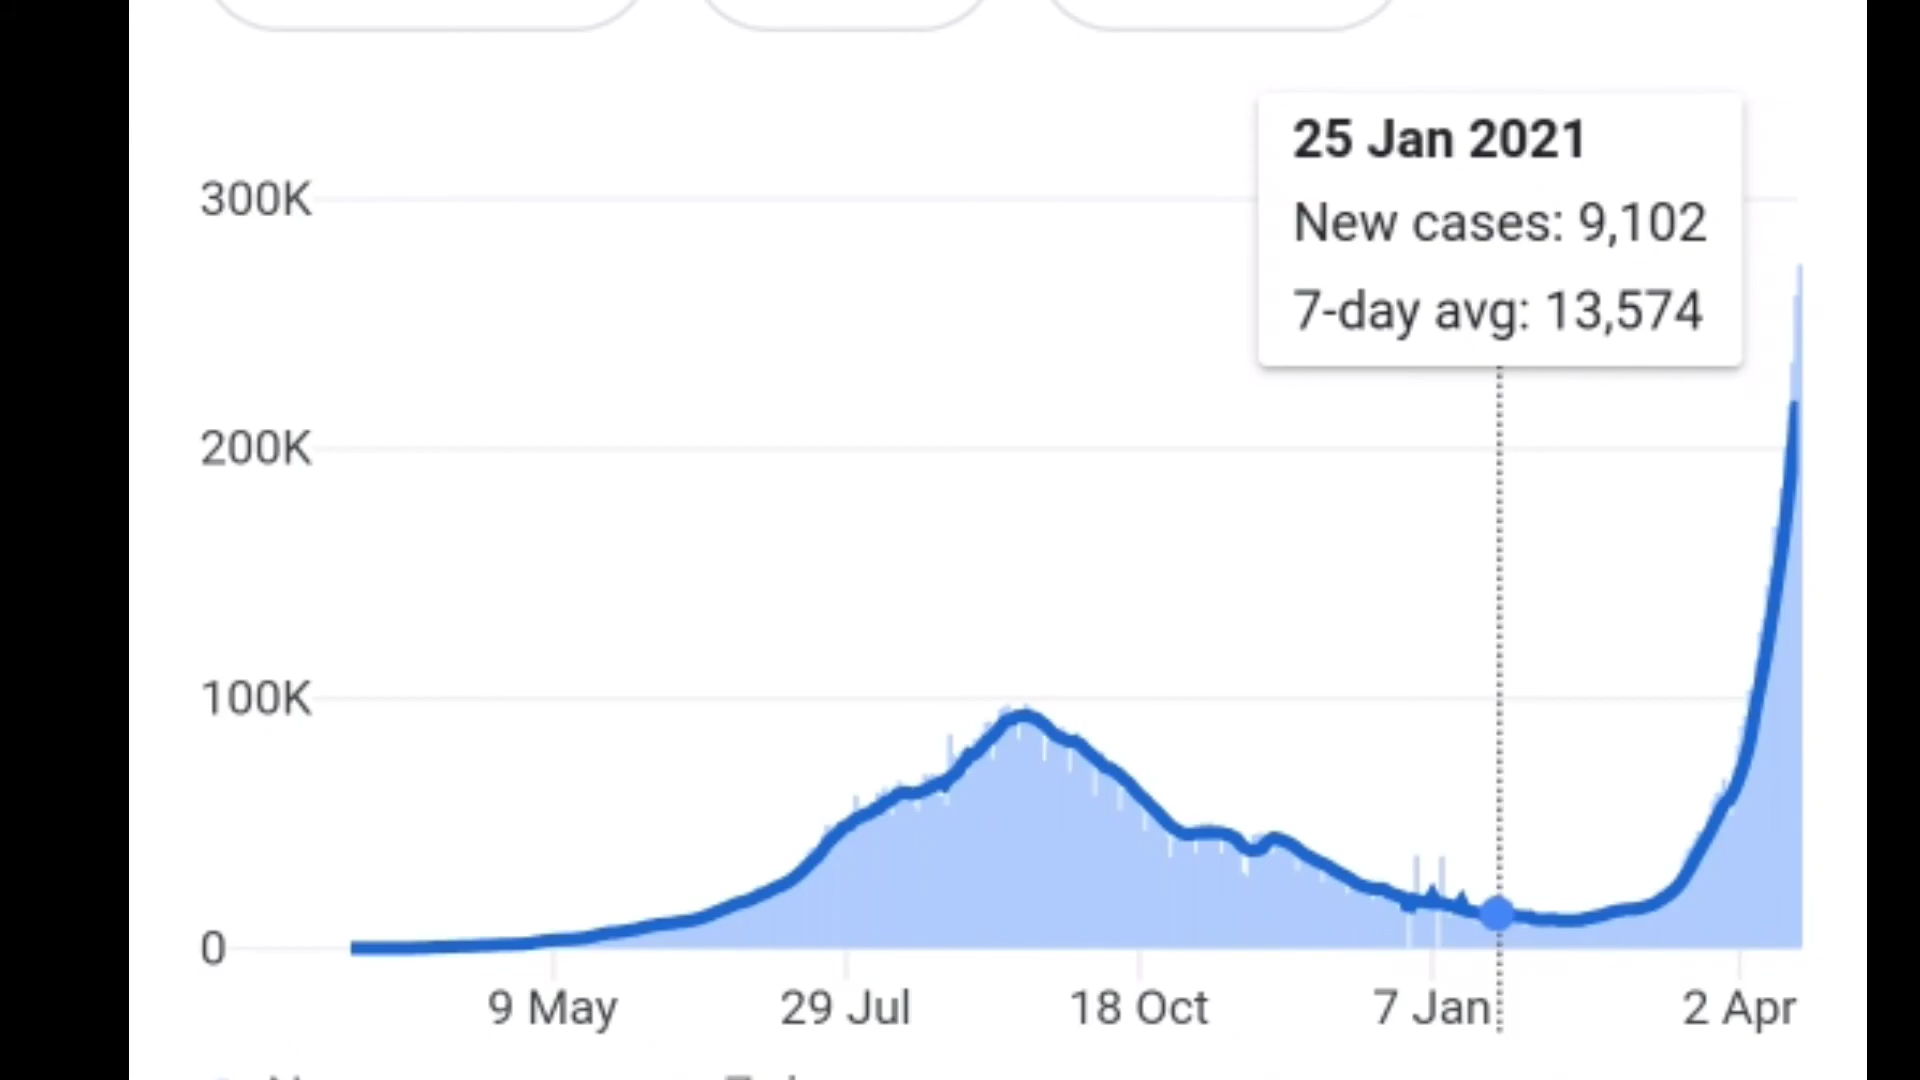 25 Jan 2021
New cases: 9,102
7-day avg: 13,574
300K
200K
100K
0
9 May
29 Jul
18 Oct
7 Jan
2 Apr